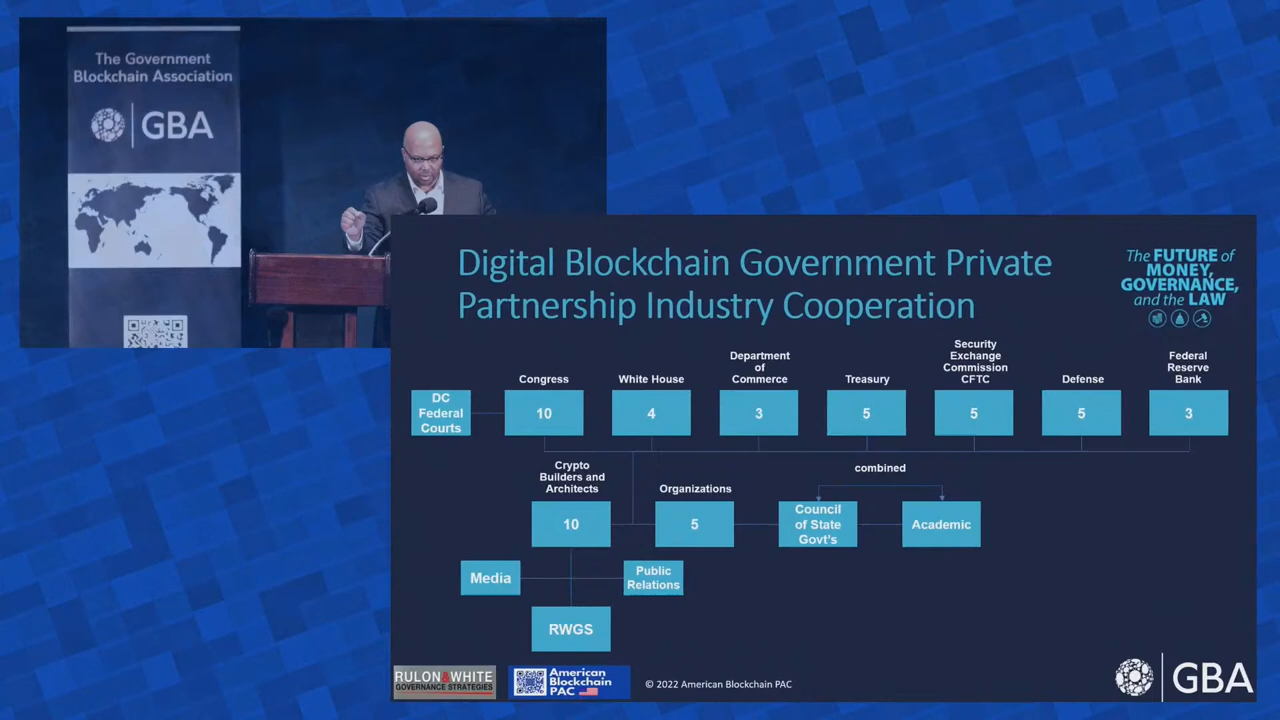 The Government
Blockchain Association
GBA
Digital Blockchain Government Private
Partnership Industry Cooperation
The FUTURE of
MONEY,
GOVERNANCE,
and the LAW
Congress
White House
Department
of
Commerce
Treasury
Security
Exchange
Commission
CFTC
Defense
Federal
Reserve
Bank
DC
Federal
Courts
10
4
3
5
5
5
3
Crypto
Builders and
Architects
Organizations
combined
10
5
Council
of State
Govt's
Academic
Media
Public
Relations
RWGS
RULON&WHITE
GOVERNANCE STRATEGIES
American
Blockchain
PAC
© 2022 American Blockchain PAC
GBA